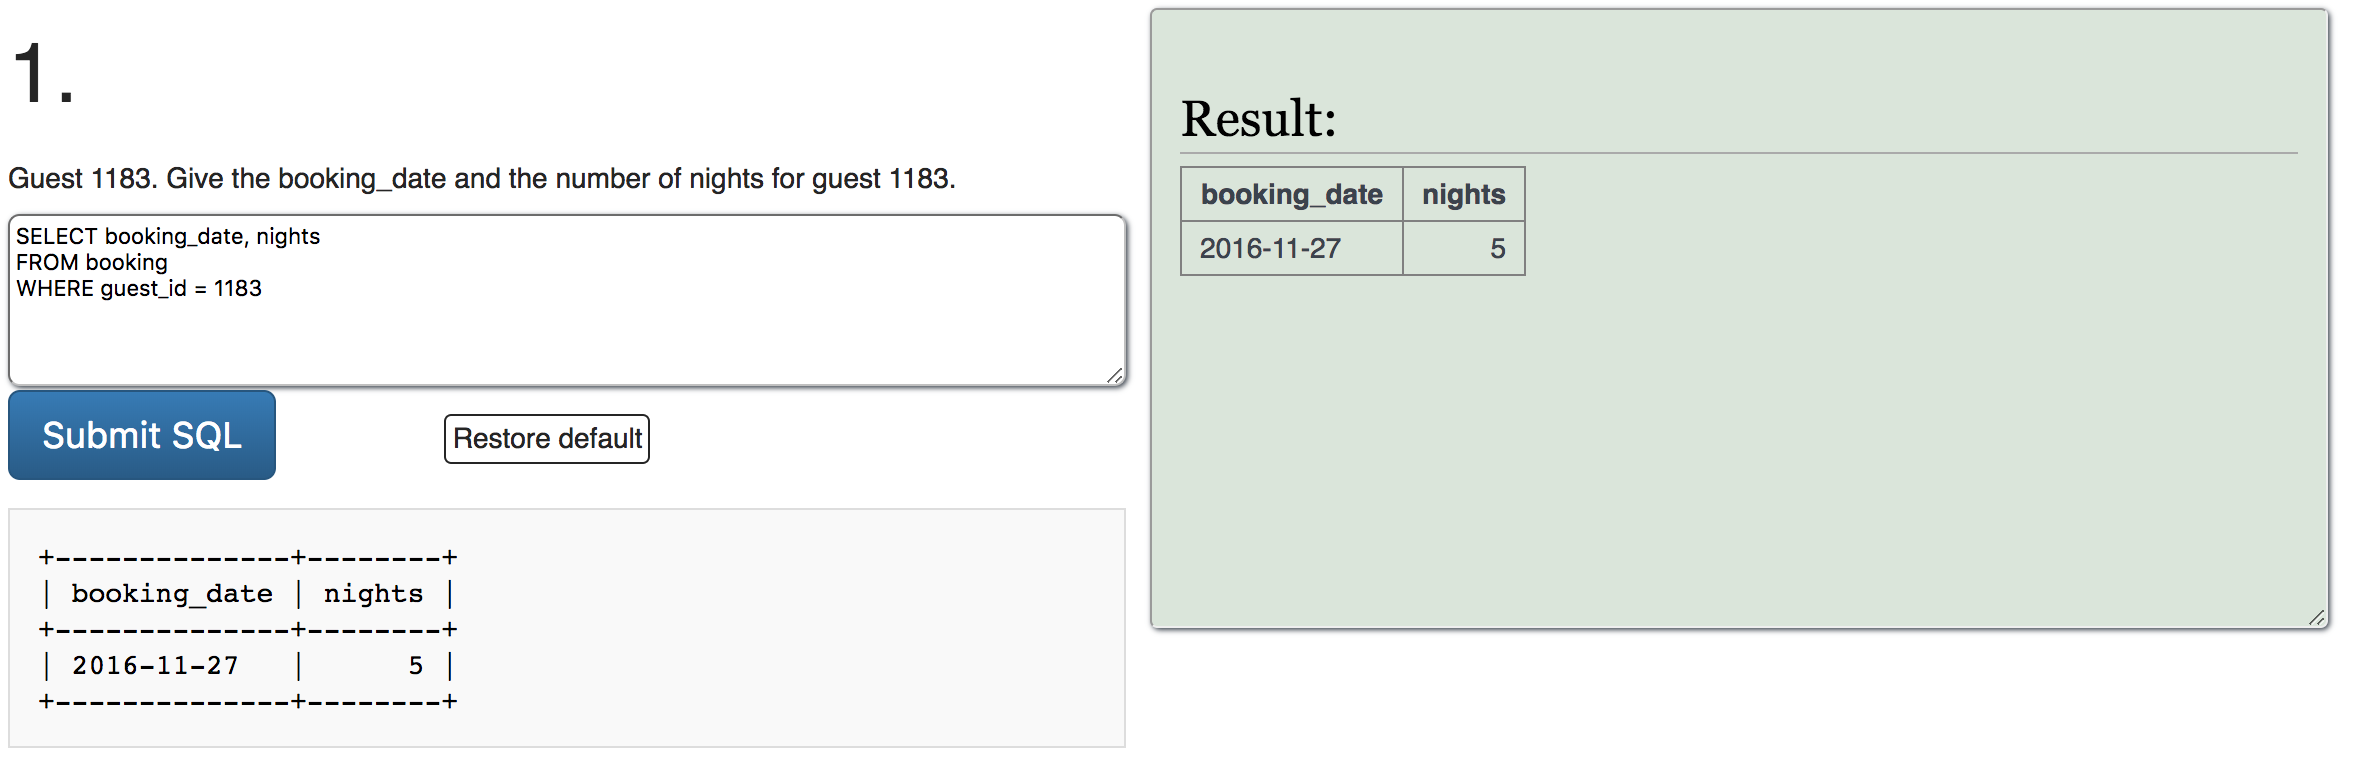 1.
Guest 1183. Give the booking_date and the number of nights for guest 1183.
SELECT booking_date, nights
FROM booking
WHERE guest_id = 1183
Submit SQL
Restore default
+--------------+--------+
| booking_date | nights |
+--------------+--------+
| 2016-11-27   |      5 |
+--------------+--------+
Result:
booking_date nights
2016-11-27 5